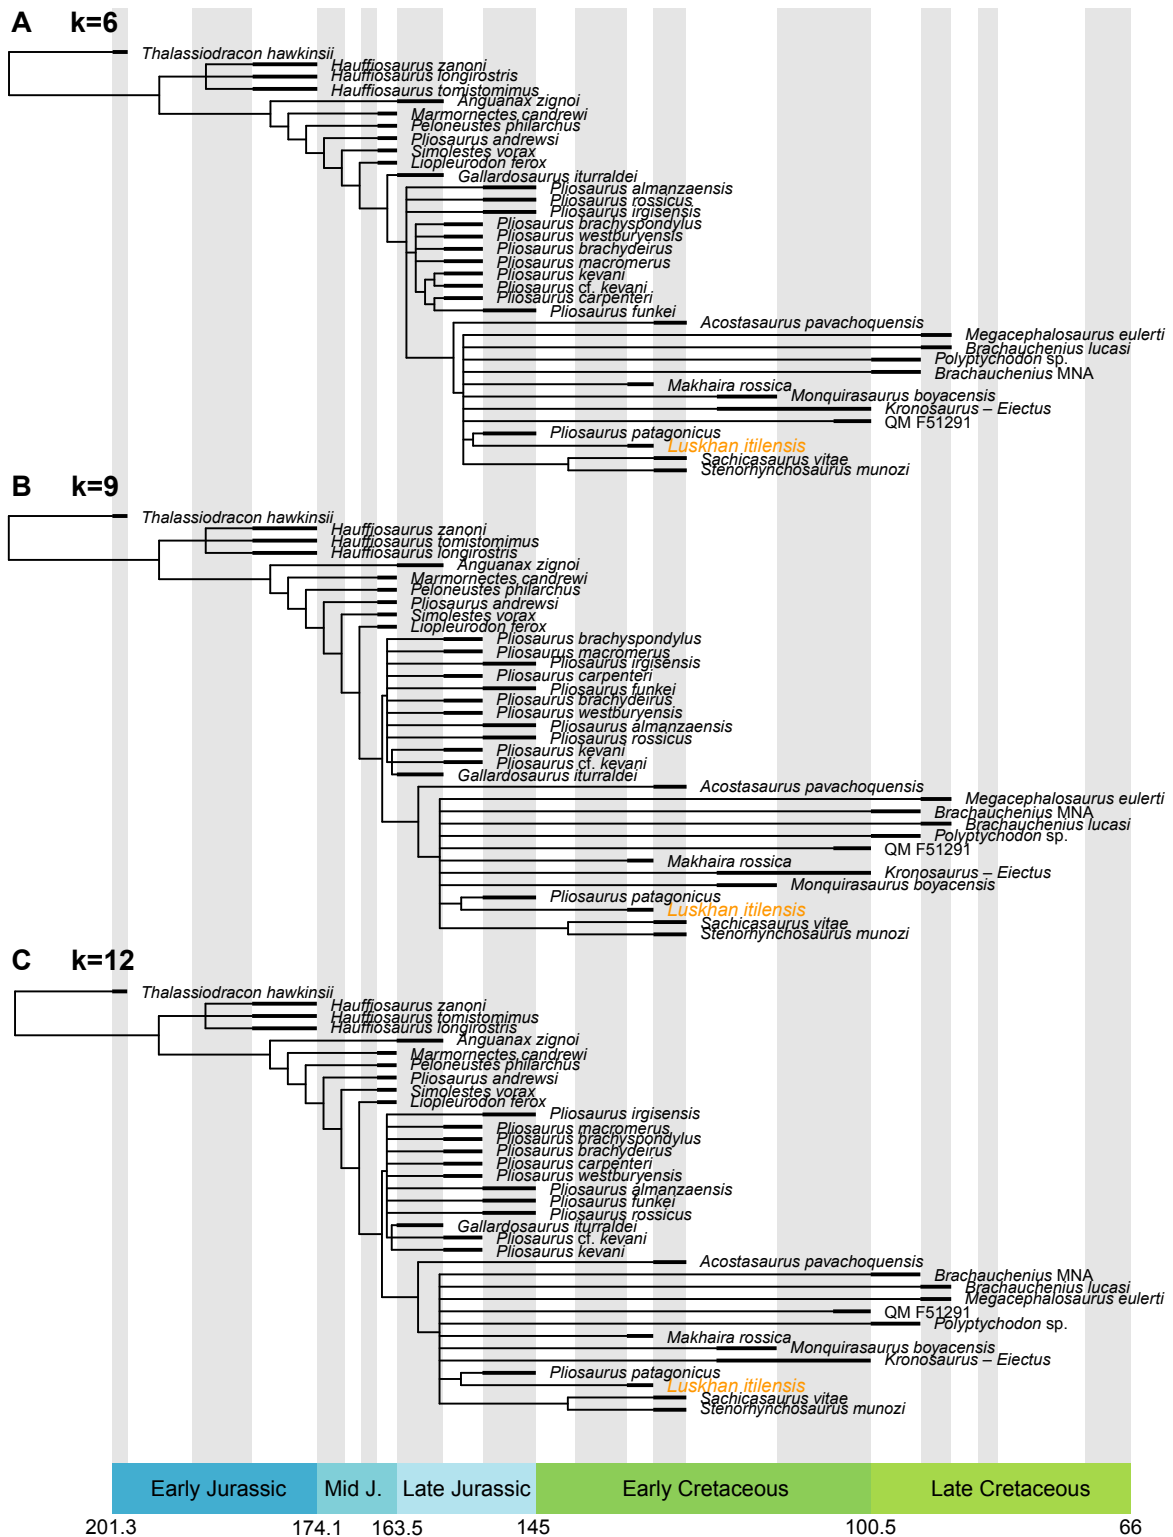 A k=6
Thalassiodracon hawkinsii
Hauffiosaurus zanoni
Hauffiosaurus longirostris
Hauffiosaurus tomistomimus
Anguanax zignoi
Marmornectes candrewi
Peloneustes philarchus
Pliosaurus andrewsi
Simolestes vorax
Liopleurodon ferox
Gallardosaurus iturraldei
Pliosaurus almanzaensis
Pliosaurus rossicus
Pliosaurus irgisensis
Pliosaurus brachyspondylus
Pliosaurus westburyensis
Pliosaurus brachydeirus
Pliosaurus macromerus
Pliosaurus kevani
Pliosaurus cf. kevani
Pliosaurus carpenteri
Pliosaurus funkei
Acostasaurus pavachoquensis
Megacephalosaurus eulerti
Brachauchenius lucasi
Polyptychodon sp.
Brachauchenius MNA
Makhaira rossica
Monquirasaurus boyacensis
Kronosaurus – Eiectus
QM F51291
Pliosaurus patagonicus
Luskhan itilensis
Sachicasaurus vitae
Stenorhynchosaurus munozi
B k=9
Thalassiodracon hawkinsii
Hauffiosaurus zanoni
Hauffiosaurus tomistomimus
Hauffiosaurus longirostris
Anguanax zignoi
Marmornectes candrewi
Peloneustes philarchus
Pliosaurus andrewsi
Simolestes vorax
Liopleurodon ferox
Pliosaurus brachyspondylus
Pliosaurus macromerus
Pliosaurus irgisensis
Pliosaurus carpenteri
Pliosaurus funkei
Pliosaurus brachydeirus
Pliosaurus westburyensis
Pliosaurus almanzaensis
Pliosaurus rossicus
Pliosaurus kevani
Pliosaurus cf. kevani
Gallardosaurus iturraldei
Acostasaurus pavachoquensis
Megacephalosaurus eulerti
Brachauchenius MNA
Brachauchenius lucasi
Polyptychodon sp.
QM F51291
Makhaira rossica
Kronosaurus – Eiectus
Monquirasaurus boyacensis
Pliosaurus patagonicus
Luskhan itilensis
Sachicasaurus vitae
Stenorhynchosaurus munozi
C k=12
Thalassiodracon hawkinsii
Hauffiosaurus zanoni
Hauffiosaurus tomistomimus
Hauffiosaurus longirostris
Anguanax zignoi
Marmornectes candrewi
Peloneustes philarchus
Pliosaurus andrewsi
Simolestes vorax
Liopleurodon ferox
Pliosaurus irgisensis
Pliosaurus macromerus
Pliosaurus brachyspondylus
Pliosaurus brachydeirus
Pliosaurus carpenteri
Pliosaurus westburyensis
Pliosaurus almanzaensis
Pliosaurus funkei
Pliosaurus rossicus
Gallardosaurus iturraldei
Pliosaurus cf. kevani
Pliosaurus kevani
Acostasaurus pavachoquensis
Brachauchenius MNA
Brachauchenius lucasi
Megacephalosaurus eulerti
QM F51291
Polyptychodon sp.
Makhaira rossica
Monquirasaurus boyacensis
Kronosaurus – Eiectus
Pliosaurus patagonicus
Luskhan itilensis
Sachicasaurus vitae
Stenorhynchosaurus munozi
Early Jurassic Mid J. Late Jurassic Early Cretaceous Late Cretaceous
201.3 174.1 163.5 145 100.5 66